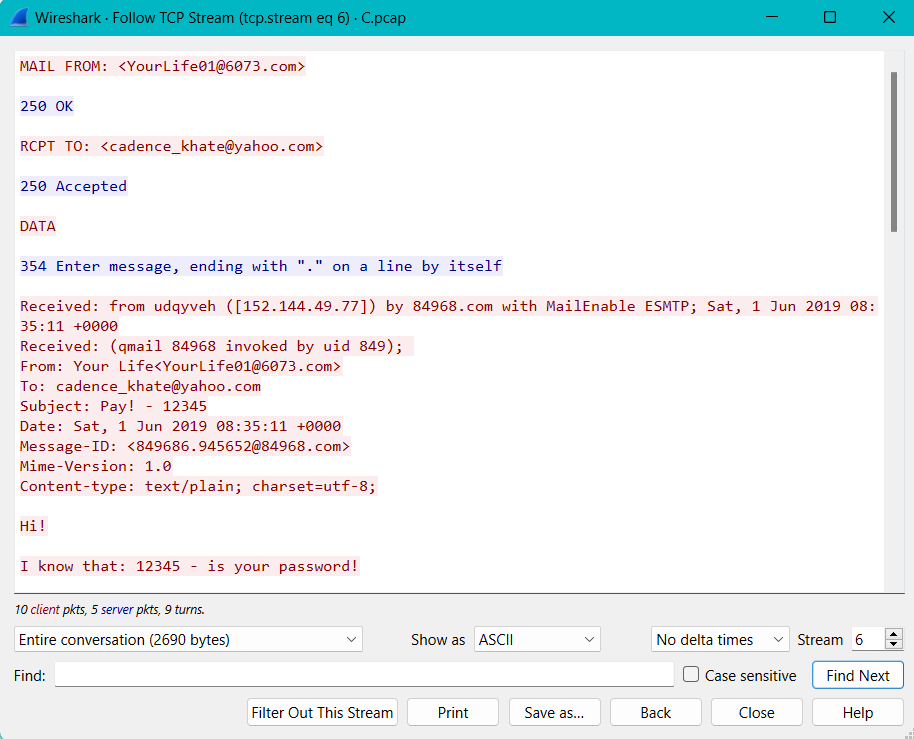 Wireshark · Follow TCP Stream (tcp.stream eq 6) · C.pcap
MAIL FROM: <YourLife01@6073.com>
250 OK
RCPT TO: <cadence_khate@yahoo.com>
250 Accepted
DATA
354 Enter message, ending with "." on a line by itself
Received: from udqyveh ([152.144.49.77]) by 84968.com with MailEnable ESMTP; Sat, 1 Jun 2019 08:
35:11 +0000
Received: (qmail 84968 invoked by uid 849);
From: Your Life<YourLife01@6073.com>
To: cadence_khate@yahoo.com
Subject: Pay! - 12345
Date: Sat, 1 Jun 2019 08:35:11 +0000
Message-ID: <849686.945652@84968.com>
Mime-Version: 1.0
Content-type: text/plain; charset=utf-8;
Hi!
I know that: 12345 - is your password!
10 client pkts, 5 server pkts, 9 turns.
Entire conversation (2690 bytes) Show as ASCII No delta times Stream 6
Find: Case sensitive Find Next
Filter Out This Stream Print Save as... Back Close Help